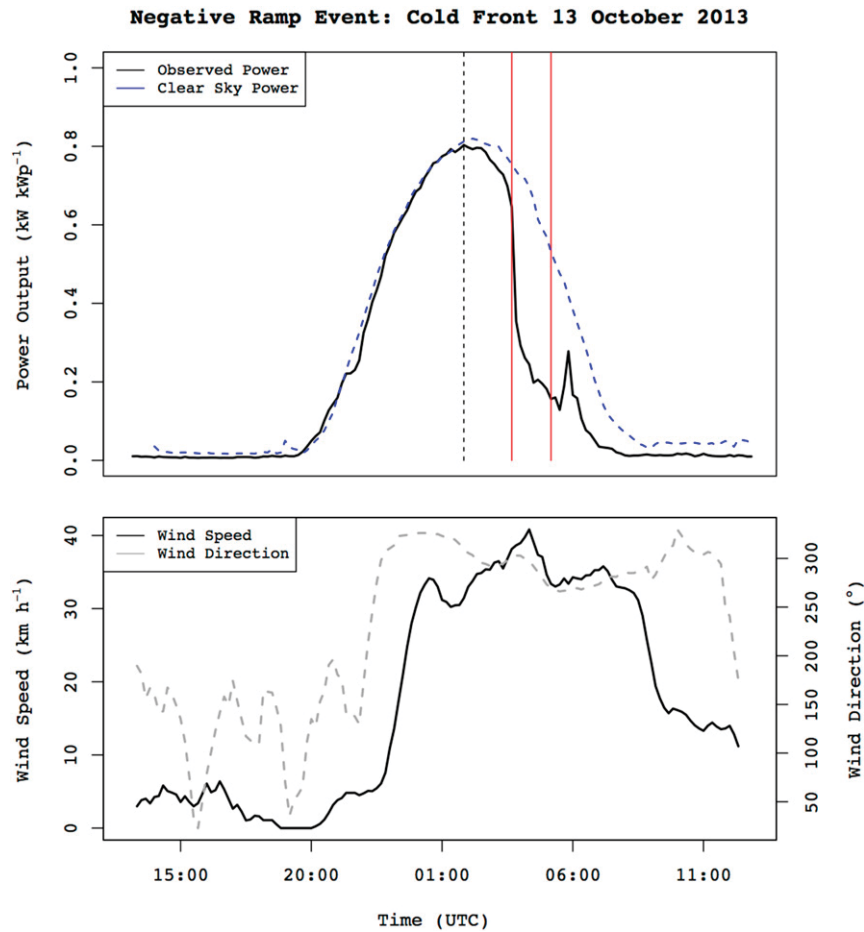 Negative Ramp Event: Cold Front 13 October 2013
Observed Power
Clear Sky Power
Power Output (kW kWp⁻¹)
1.0
0.8
0.6
0.4
0.2
0.0
Wind Speed
Wind Direction
Wind Speed (km h⁻¹)
40
30
20
10
0
300
250
200
150
100
50
Wind Direction (°)
15:00 20:00 01:00 06:00 11:00
Time (UTC)